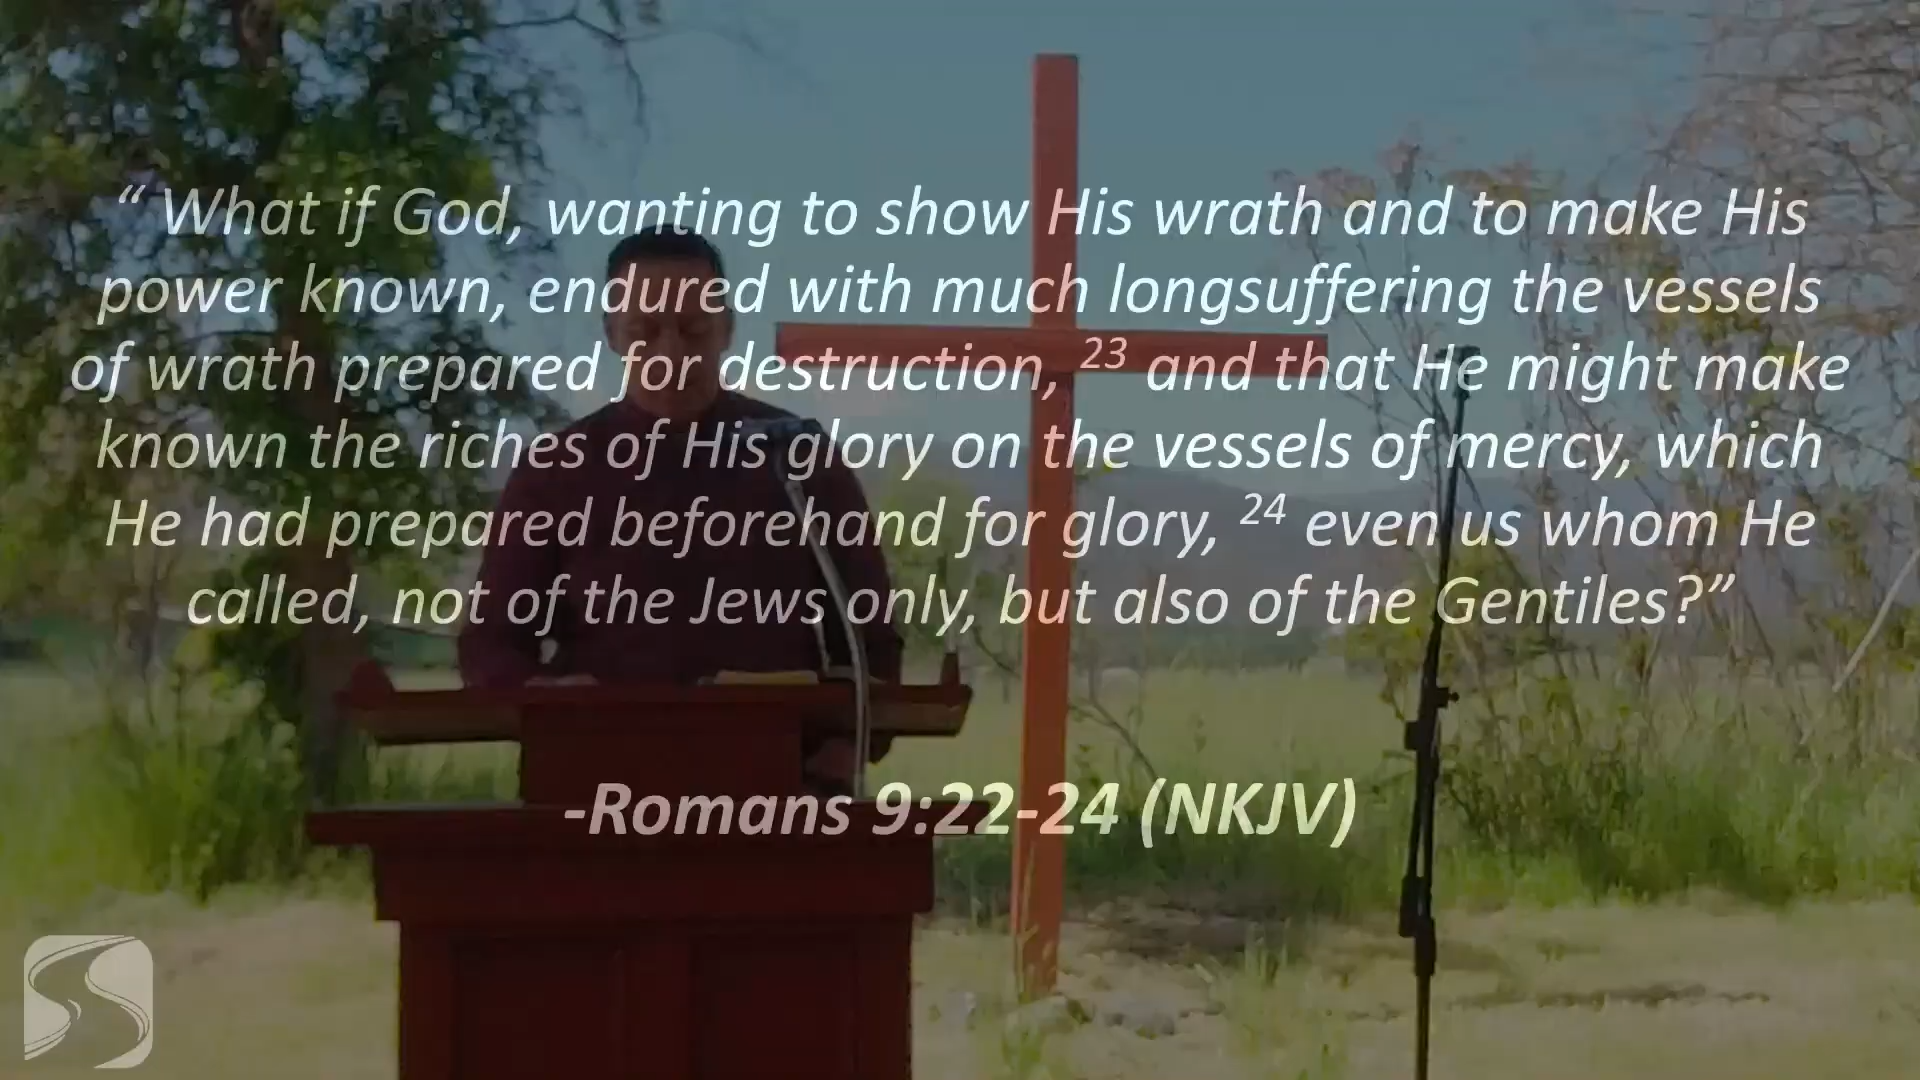 “ What if God, wanting to show His wrath and to make His
power known, endured with much longsuffering the vessels
of wrath prepared for destruction, 23 and that He might make
known the riches of His glory on the vessels of mercy, which
He had prepared beforehand for glory, 24 even us whom He
called, not of the Jews only, but also of the Gentiles?”
-Romans 9:22-24 (NKJV)